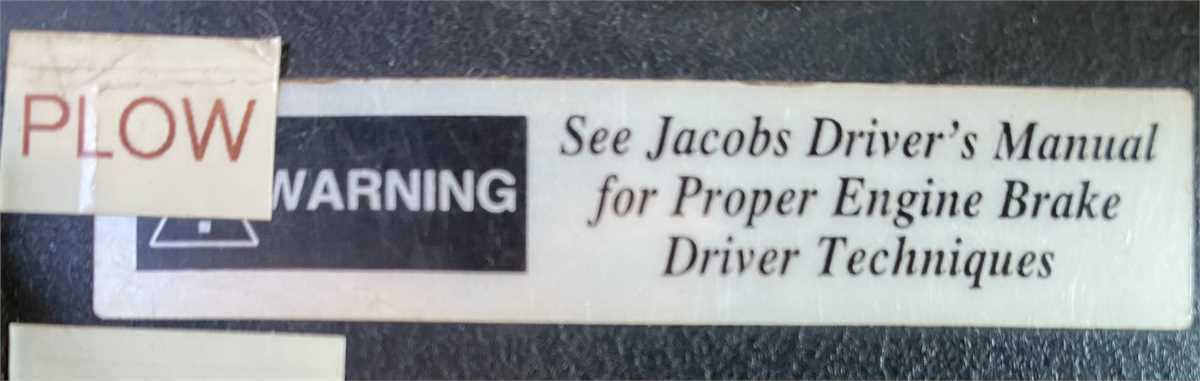 PLOW
WARNING
See Jacobs Driver's Manual
for Proper Engine Brake
Driver Techniques